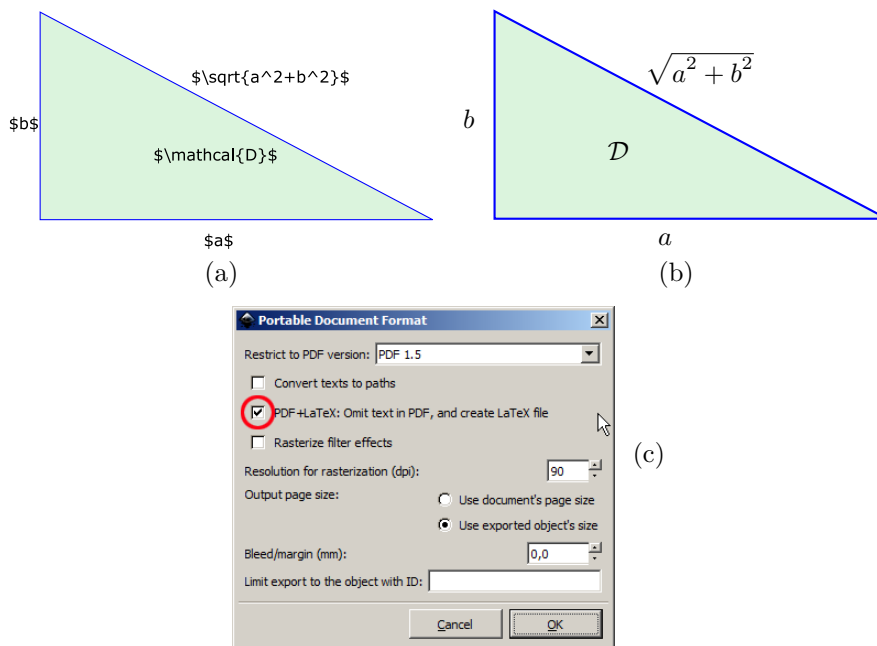 $\sqrt{a^2+b^2}$
$b$
$\mathcal{D}$
$a$
(a)
√(a² + b²)
b
𝒟
a
(b)
Portable Document Format
Restrict to PDF version: PDF 1.5
Convert texts to paths
PDF+LaTeX: Omit text in PDF, and create LaTeX file
Rasterize filter effects
Resolution for rasterization (dpi): 90
Output page size: Use document's page size
Use exported object's size
Bleed/margin (mm): 0,0
Limit export to the object with ID:
Cancel OK
(c)